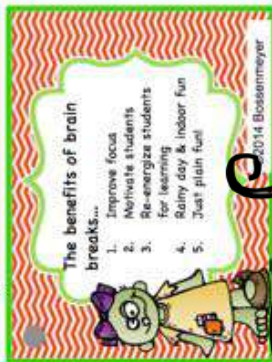 The benefits of brain
breaks...
1. Improve focus
2. Motivate students
3. Re-energize students
for learning
4. Rainy day & indoor fun
5. Just plain fun!
©2014 Bossenmeyer